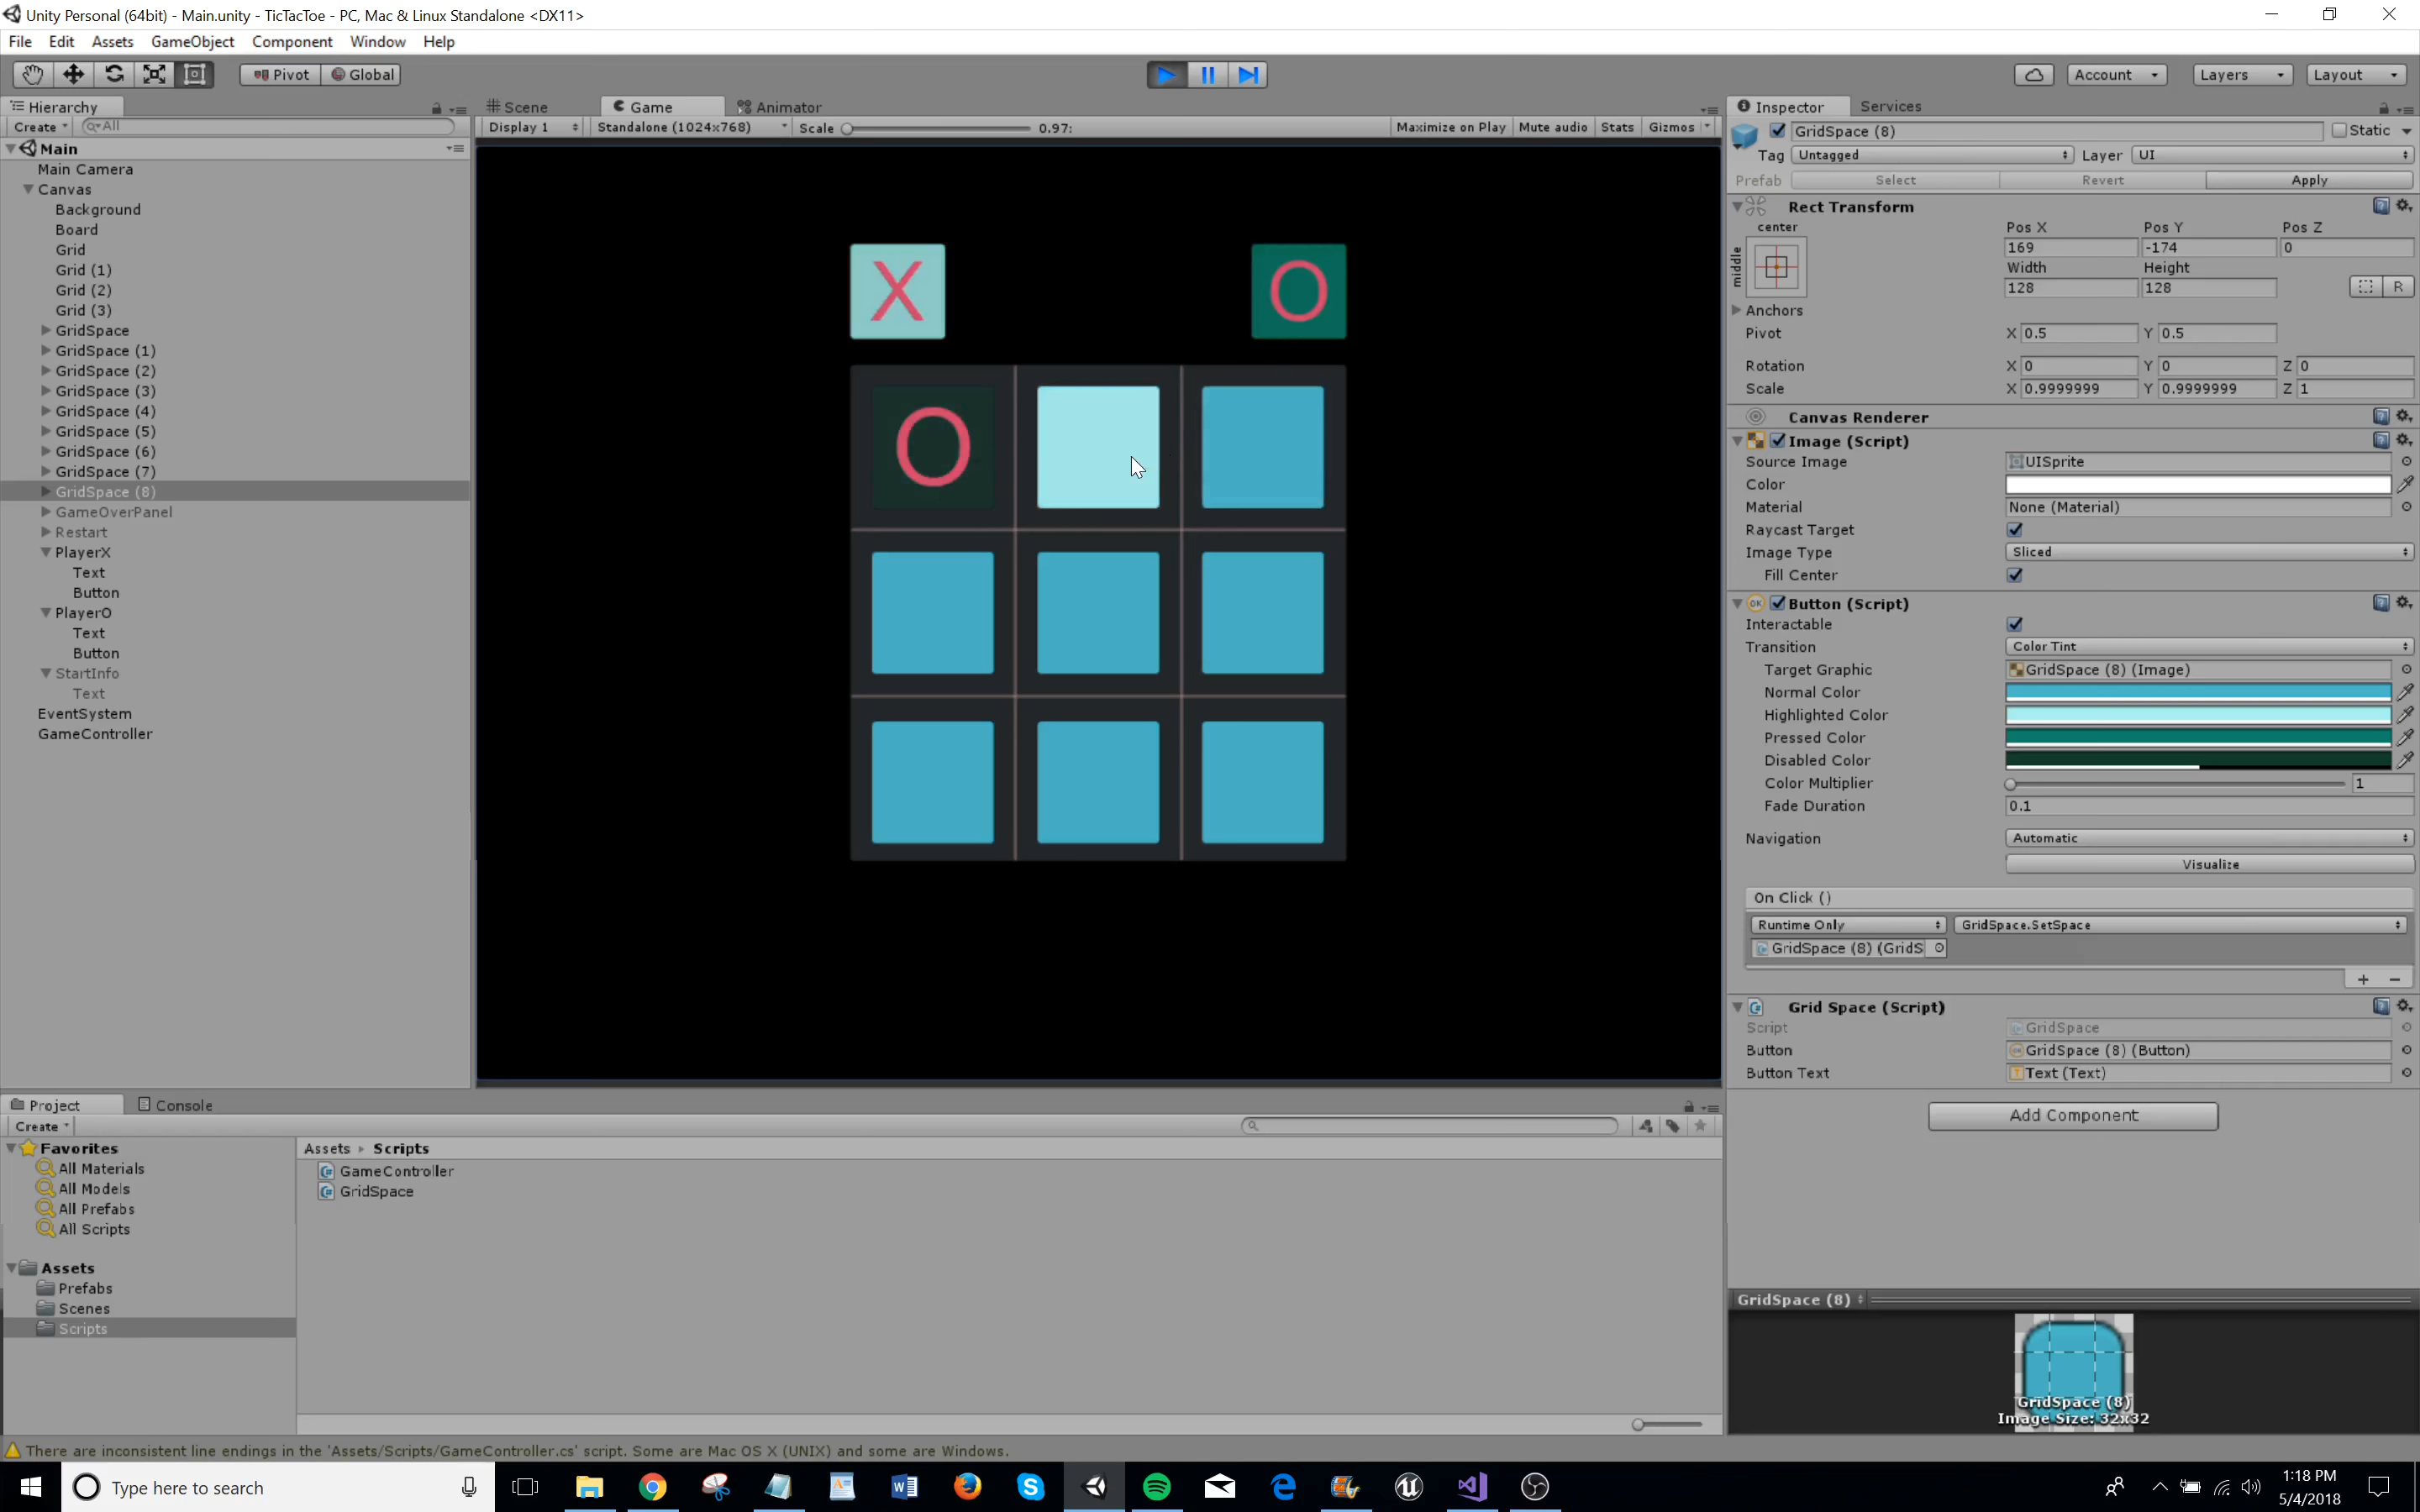 Unity Personal (64bit) - Main.unity - TicTacToe - PC, Mac & Linux Standalone <DX11>
File Edit Assets GameObject Component Window Help
Pivot Global Account Layers Layout
Hierarchy
Create All
Main
Main Camera
Canvas
Background
Board
Grid
Grid (1)
Grid (2)
Grid (3)
GridSpace
GridSpace (1)
GridSpace (2)
GridSpace (3)
GridSpace (4)
GridSpace (5)
GridSpace (6)
GridSpace (7)
GridSpace (8)
GameOverPanel
Restart
PlayerX
Text
Button
PlayerO
Text
Button
StartInfo
Text
EventSystem
GameController
Scene Game Animator
Display 1 Standalone (1024x768) Scale 0.97: Maximize on Play Mute audio Stats Gizmos
X O
O
Inspector Services
GridSpace (8) Static
Tag Untagged Layer UI
Prefab Select Revert Apply
Rect Transform
center Pos X Pos Y Pos Z
middle 169 -174 0
Width Height
128 128 R
Anchors
Pivot X 0.5 Y 0.5
Rotation X 0 Y 0 Z 0
Scale X 0.9999999 Y 0.9999999 Z 1
Canvas Renderer
Image (Script)
Source Image UISprite
Color
Material None (Material)
Raycast Target
Image Type Sliced
Fill Center
OK Button (Script)
Interactable
Transition Color Tint
Target Graphic GridSpace (8) (Image)
Normal Color
Highlighted Color
Pressed Color
Disabled Color
Color Multiplier 1
Fade Duration 0.1
Navigation Automatic
Visualize
On Click ()
Runtime Only GridSpace.SetSpace
GridSpace (8) (GridS
+ −
Grid Space (Script)
Script GridSpace
Button GridSpace (8) (Button)
Button Text Text (Text)
Add Component
GridSpace (8)
GridSpace (8)
Image Size: 32x32
Project Console
Create
Favorites
All Materials
All Models
All Prefabs
All Scripts
Assets
Prefabs
Scenes
Scripts
Assets Scripts
GameController
GridSpace
There are inconsistent line endings in the 'Assets/Scripts/GameController.cs' script. Some are Mac OS X (UNIX) and some are Windows.
Type here to search
1:18 PM
5/4/2018